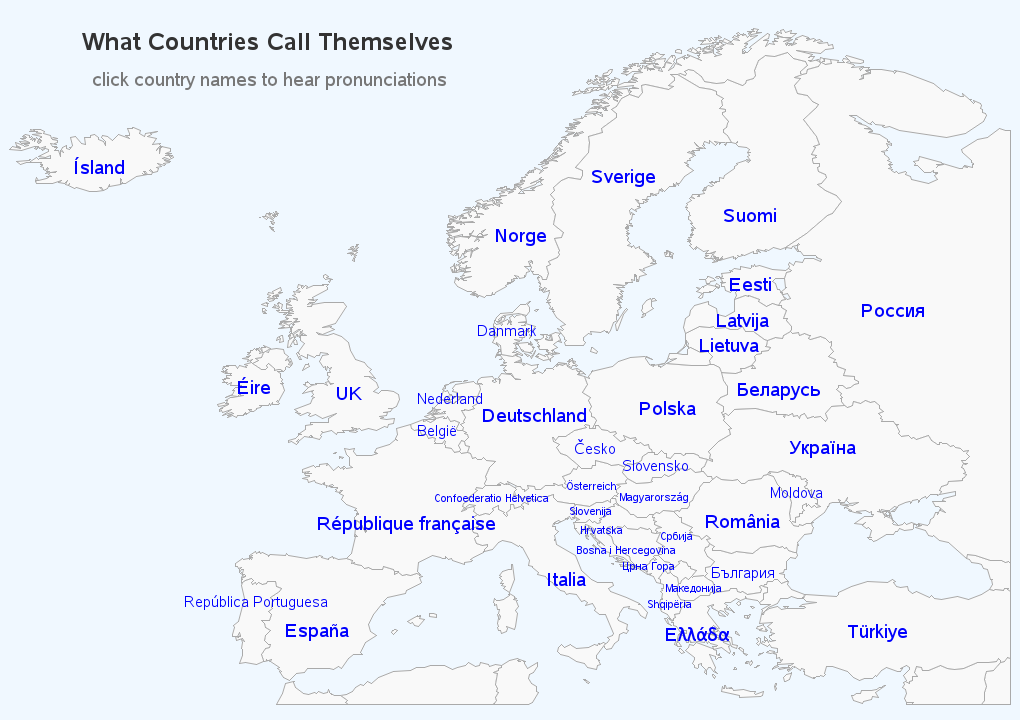 What Countries Call Themselves
click country names to hear pronunciations
Ísland
Sverige
Suomi
Norge
Eesti
Россия
Latvija
Danmark
Lietuva
Éire
UK
Беларусь
Nederland
Polska
Deutschland
België
Česko
Україна
Slovensko
Österreich
Moldova
Confoederatio Helvetica
Magyarország
Slovenija
România
République française
Hrvatska
Србија
Bosna i Hercegovina
Црна Гора
България
Italia
Македонија
República Portuguesa
Shqipëria
España
Ελλάδα
Türkiye